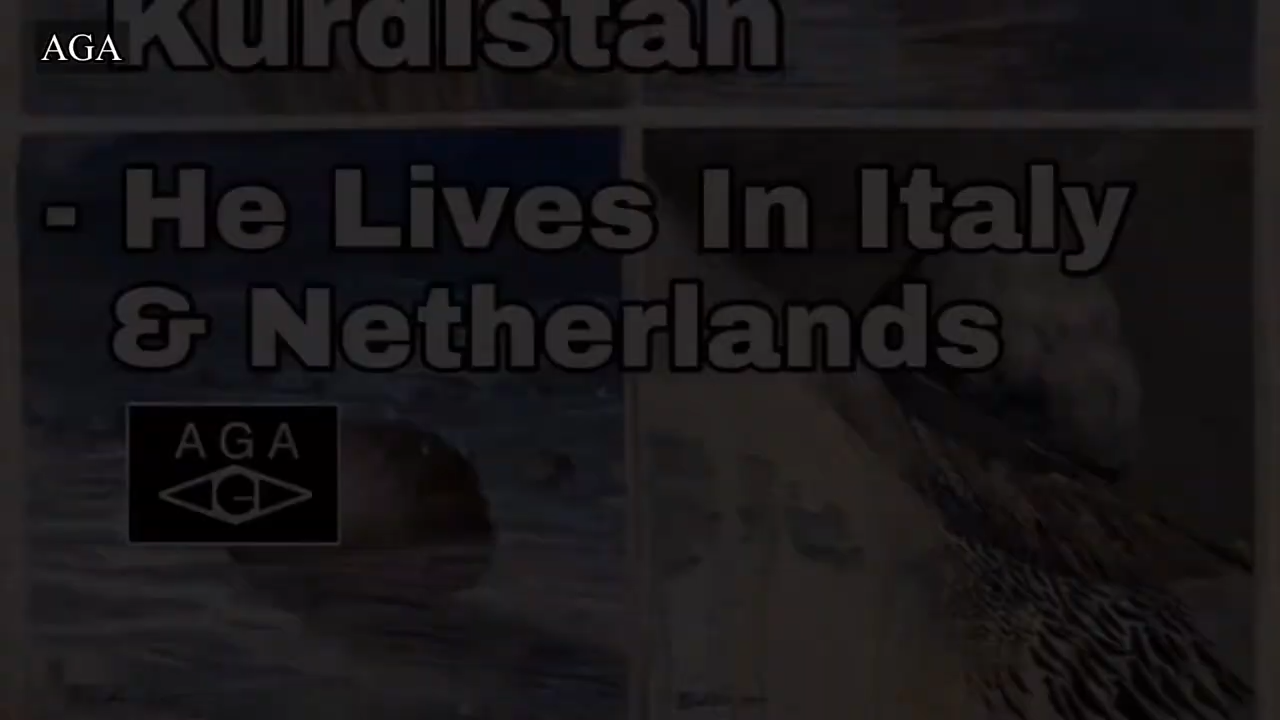 AGA
Kurdistan
- He Lives In Italy
& Netherlands
AGA